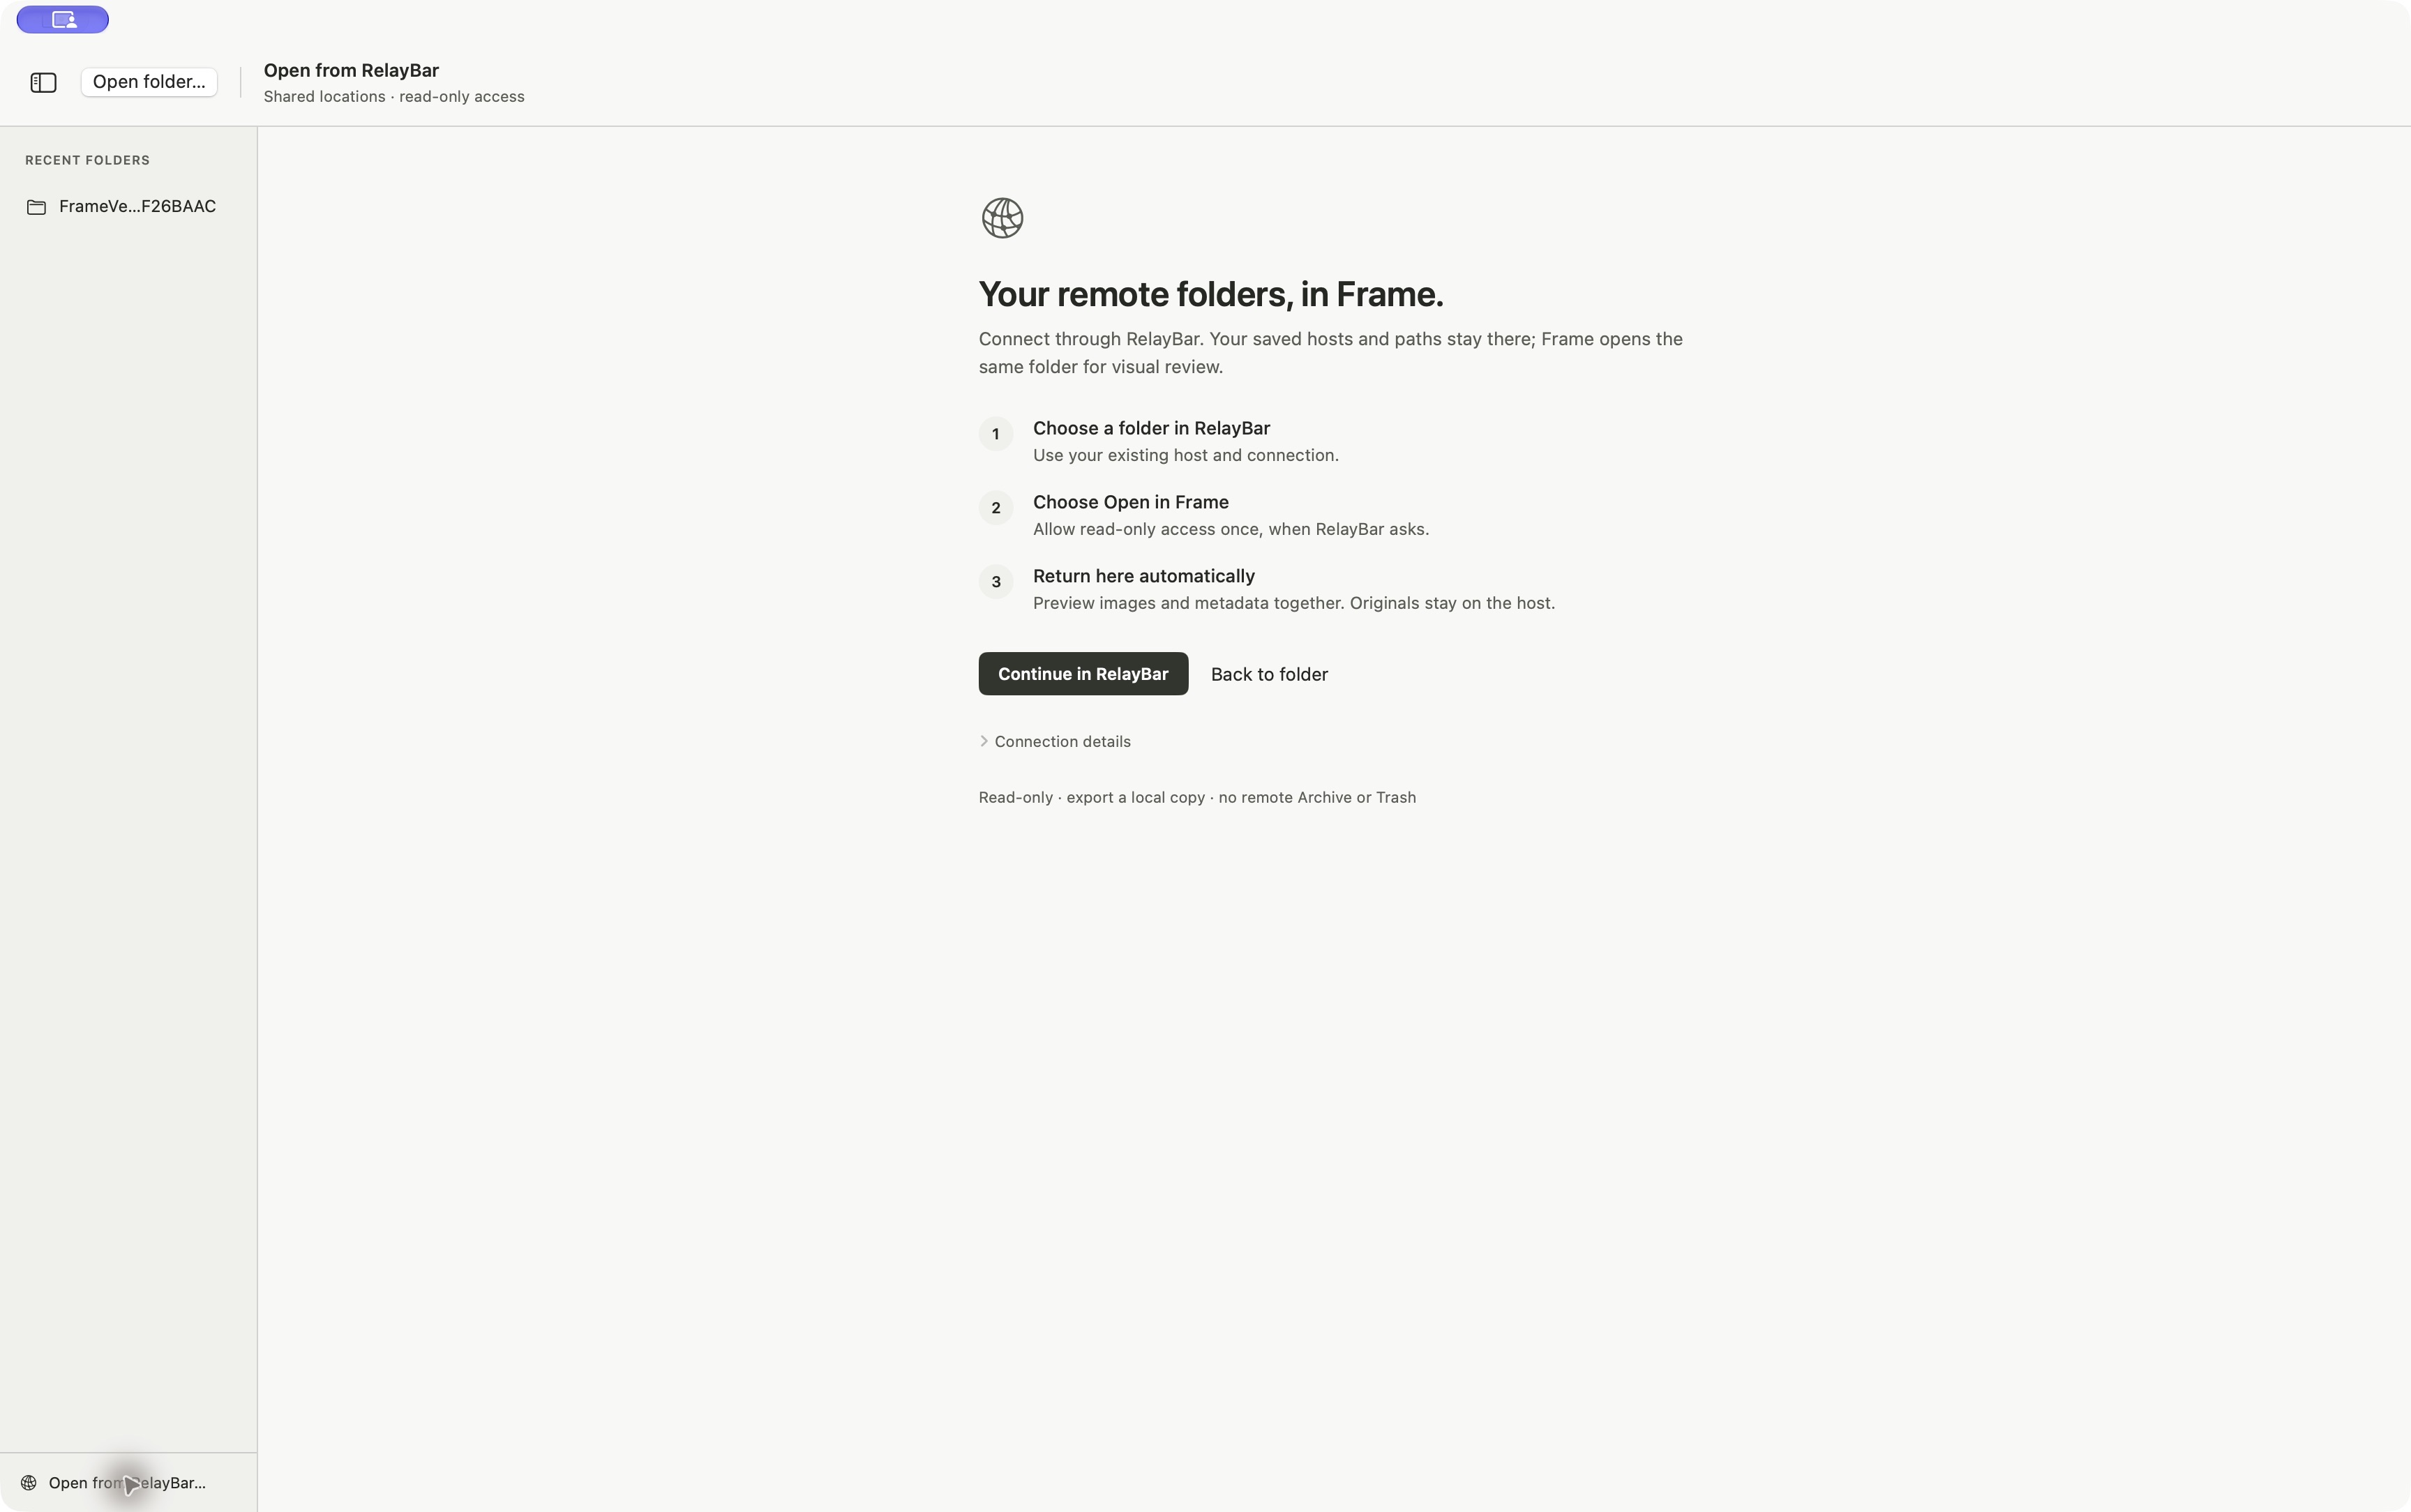 Open folder...
Open from RelayBar
Shared locations · read-only access
RECENT FOLDERS
FrameVe...F26BAAC
Your remote folders, in Frame.
Connect through RelayBar. Your saved hosts and paths stay there; Frame opens the
same folder for visual review.
1
Choose a folder in RelayBar
Use your existing host and connection.
2
Choose Open in Frame
Allow read-only access once, when RelayBar asks.
3
Return here automatically
Preview images and metadata together. Originals stay on the host.
Continue in RelayBar
Back to folder
Connection details
Read-only · export a local copy · no remote Archive or Trash
Open from RelayBar...